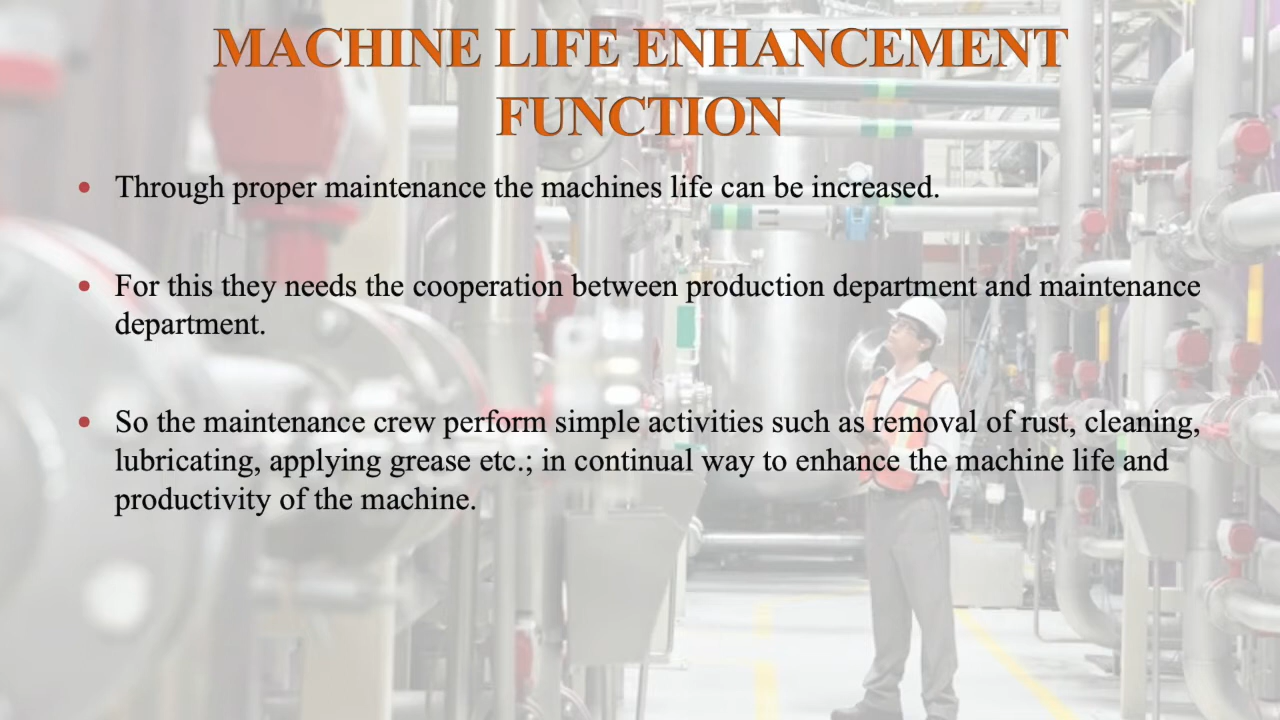 MACHINE LIFE ENHANCEMENT
FUNCTION
• Through proper maintenance the machines life can be increased.
• For this they needs the cooperation between production department and maintenance
department.
• So the maintenance crew perform simple activities such as removal of rust, cleaning,
lubricating, applying grease etc.; in continual way to enhance the machine life and
productivity of the machine.